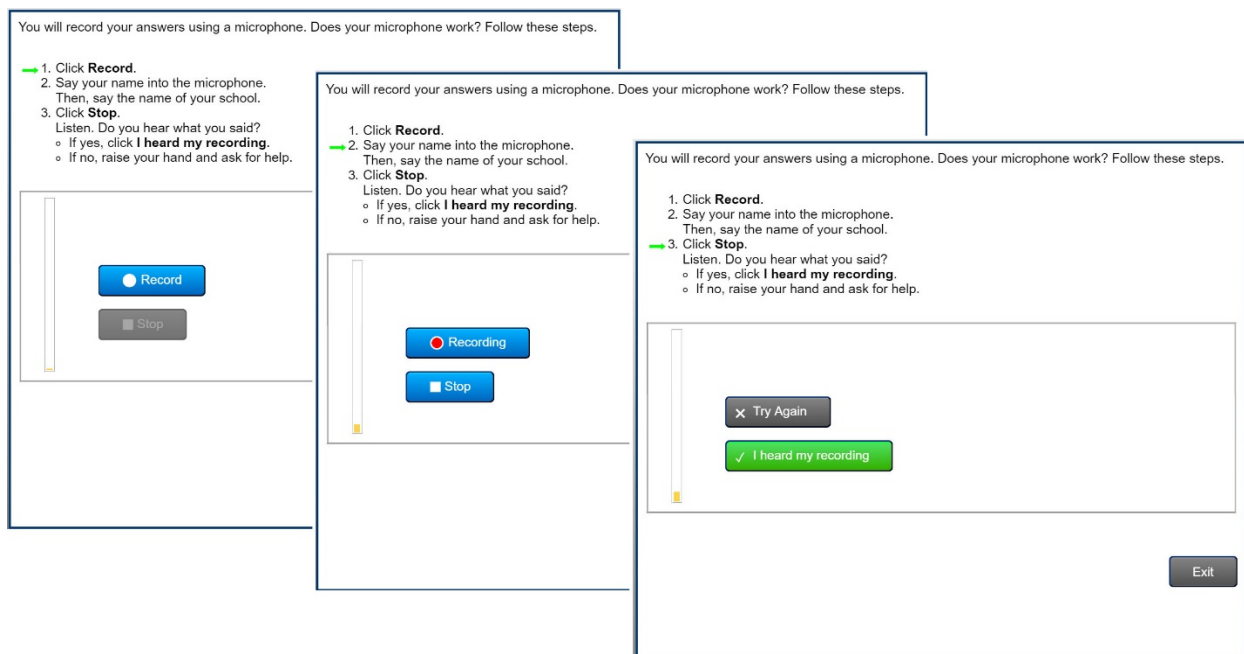 You will record your answers using a microphone. Does your microphone work? Follow these steps.
1. Click Record.
2. Say your name into the microphone.
Then, say the name of your school.
3. Click Stop.
Listen. Do you hear what you said?
If yes, click I heard my recording.
If no, raise your hand and ask for help.
Record
Stop
You will record your answers using a microphone. Does your microphone work? Follow these steps.
1. Click Record.
2. Say your name into the microphone.
Then, say the name of your school.
3. Click Stop.
Listen. Do you hear what you said?
If yes, click I heard my recording.
If no, raise your hand and ask for help.
Recording
Stop
You will record your answers using a microphone. Does your microphone work? Follow these steps.
1. Click Record.
2. Say your name into the microphone.
Then, say the name of your school.
3. Click Stop.
Listen. Do you hear what you said?
If yes, click I heard my recording.
If no, raise your hand and ask for help.
Try Again
I heard my recording
Exit